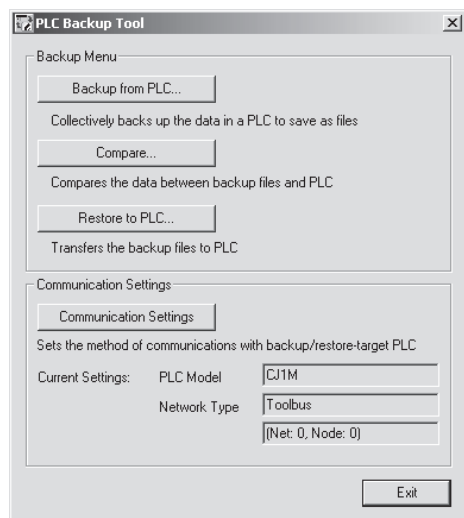 PLC Backup Tool
Backup Menu
Backup from PLC...
Collectively backs up the data in a PLC to save as files
Compare...
Compares the data between backup files and PLC
Restore to PLC...
Transfers the backup files to PLC
Communication Settings
Communication Settings
Sets the method of communications with backup/restore-target PLC
Current Settings: PLC Model CJ1M
Network Type Toolbus
(Net: 0, Node: 0)
Exit